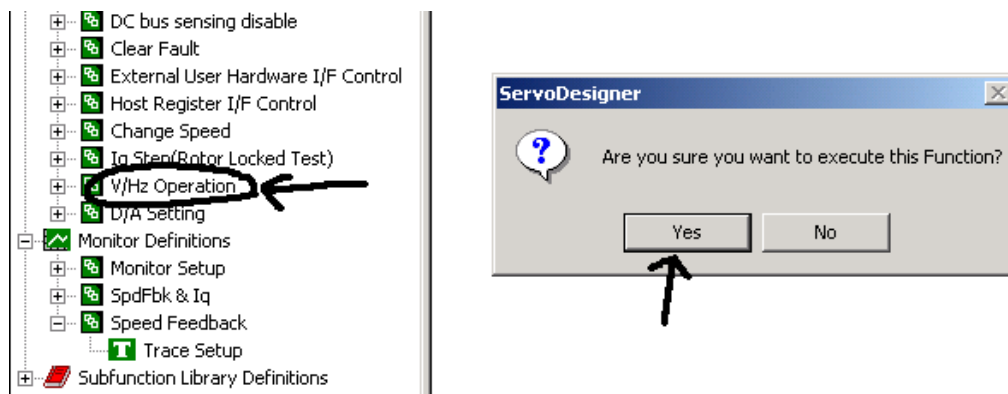 DC bus sensing disable
Clear Fault
External User Hardware I/F Control
Host Register I/F Control
Change Speed
Iq Step(Rotor Locked Test)
V/Hz Operation
D/A Setting
Monitor Definitions
Monitor Setup
SpdFbk & Iq
Speed Feedback
T Trace Setup
Subfunction Library Definitions
ServoDesigner
Are you sure you want to execute this Function?
Yes
No